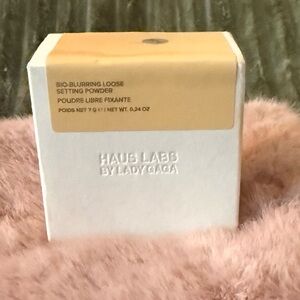 BIO-BLURRING LOOSE
SETTING POWDER
POUDRE LIBRE FIXANTE
POIDS NET 7 G ℮ / NET WT. 0.24 OZ
HAUS LABS
BY LADY GAGA